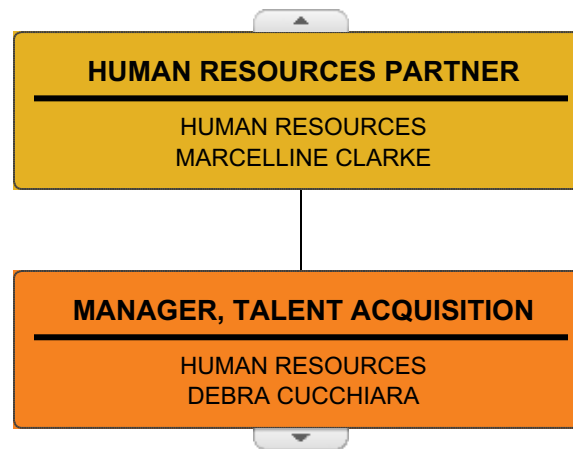 HUMAN RESOURCES PARTNER
HUMAN RESOURCES
MARCELLINE CLARKE
MANAGER, TALENT ACQUISITION
HUMAN RESOURCES
DEBRA CUCCHIARA